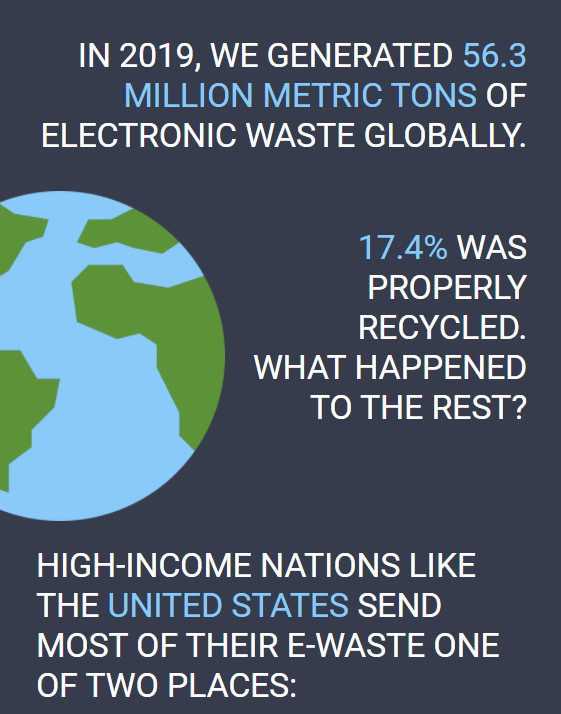 IN 2019, WE GENERATED 56.3
MILLION METRIC TONS OF
ELECTRONIC WASTE GLOBALLY.
17.4% WAS
PROPERLY
RECYCLED.
WHAT HAPPENED
TO THE REST?
HIGH-INCOME NATIONS LIKE
THE UNITED STATES SEND
MOST OF THEIR E-WASTE ONE
OF TWO PLACES: